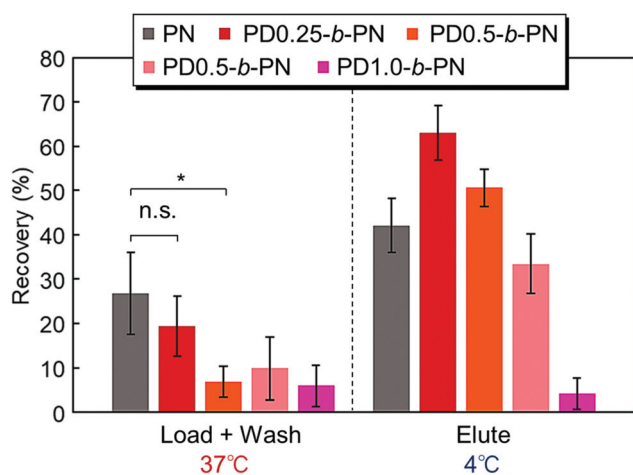 PN PD0.25-b-PN PD0.5-b-PN
PD0.5-b-PN PD1.0-b-PN
80
70
60
50
40
30
20
10
0
Recovery (%)
*
n.s.
Load + Wash
37℃
Elute
4℃